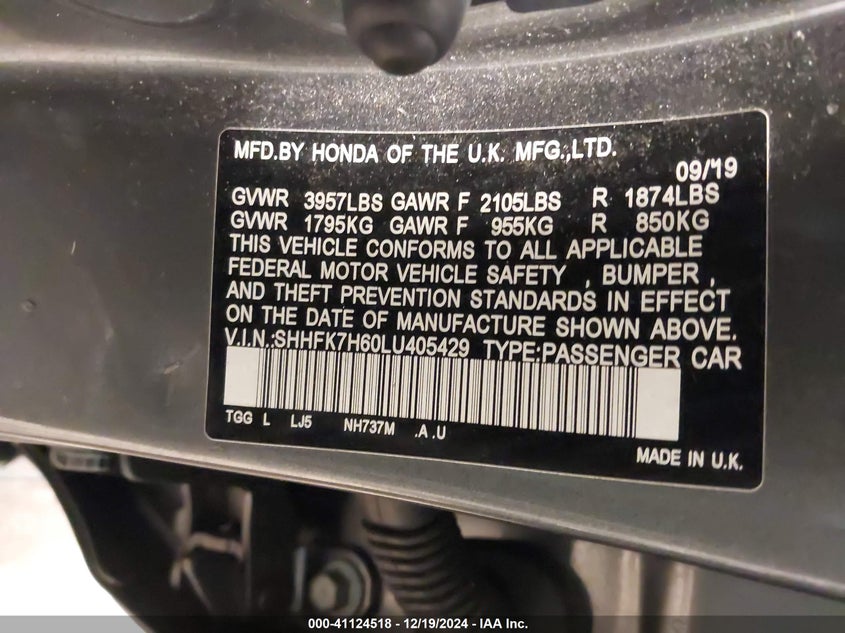 MFD.BY HONDA OF THE U.K. MFG.,LTD.
09/19
GVWR 3957LBS GAWR F 2105LBS R 1874LBS
GVWR 1795KG GAWR F 955KG R 850KG
THIS VEHICLE CONFORMS TO ALL APPLICABLE
FEDERAL MOTOR VEHICLE SAFETY , BUMPER ,
AND THEFT PREVENTION STANDARDS IN EFFECT
ON THE DATE OF MANUFACTURE SHOWN ABOVE.
V.I.N.:SHHFK7H60LU405429 TYPE:PASSENGER CAR
TGG L LJ5 NH737M .A .U
MADE IN U.K.
000-41124518 - 12/19/2024 - IAA Inc.